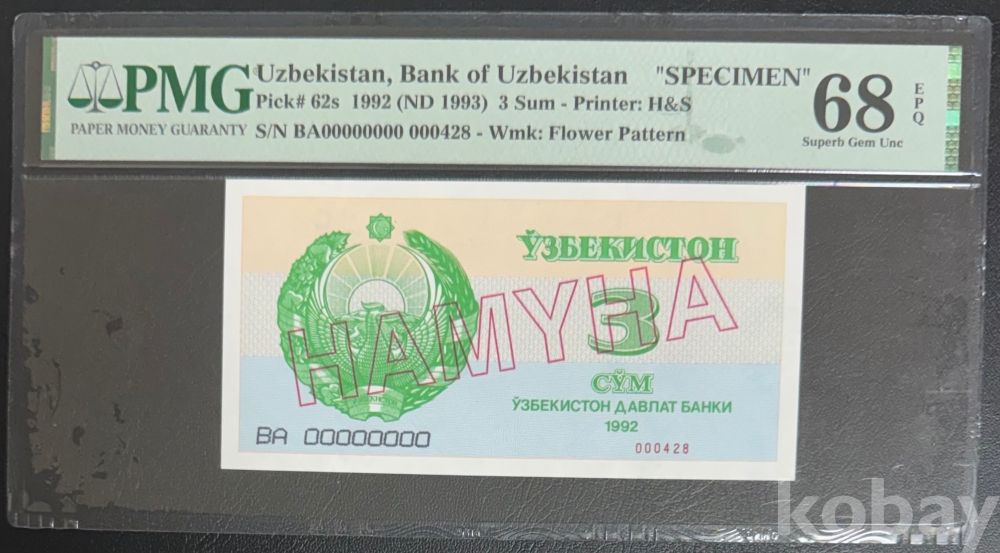 PMG
PAPER MONEY GUARANTY
Uzbekistan, Bank of Uzbekistan "SPECIMEN"
Pick# 62s 1992 (ND 1993) 3 Sum - Printer: H&S
S/N BA00000000 000428 - Wmk: Flower Pattern
68
EPQ
Superb Gem Unc
ЎЗБЕКИСТОН
НАМУНА
3
СЎМ
ЎЗБЕКИСТОН ДАВЛАТ БАНКИ
1992
ВА 00000000
000428
kobay